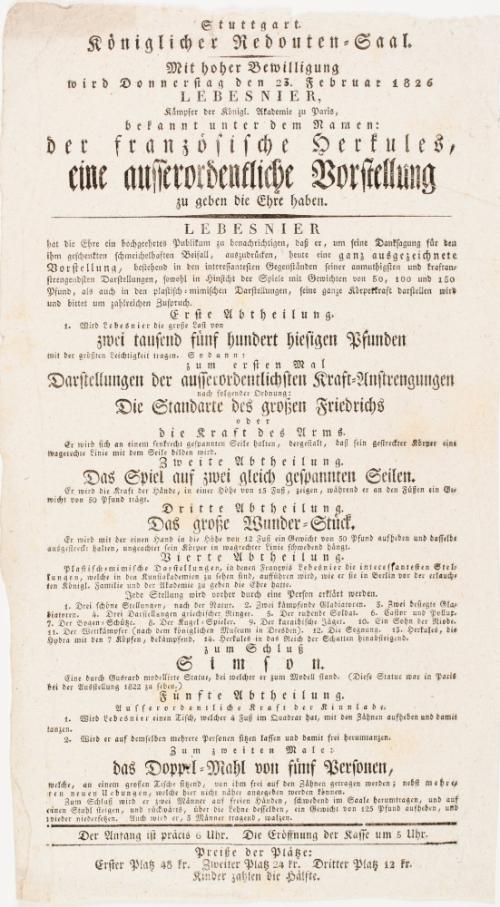 Stuttgart.
Königlicher Redouten-Saal.
Mit hoher Bewilligung
wird Donnerstag den 23. Februar 1826
LEBESNIER,
Kämpfer der Königl. Akademie zu Paris,
bekannt unter dem Namen:
der französische Herkules,
eine ausserordentliche Vorstellung
zu geben die Ehre haben.
LEBESNIER
hat die Ehre ein hochgeehrtes Publikum zu benachrichtigen, daß er, um seine Danksagung für den
ihm geschenkten schmeichelhaften Beifall, auszudrücken, heute eine ganz ausgezeichnete
Vorstellung, bestehend in den interessantesten Gegenständen seiner anmuthigsten und kraftan-
strengendsten Darstellungen, sowohl in Hinsicht der Spiele mit Gewichten von 50, 100 und 150
Pfund, als auch in den plastisch-mimischen Darstellungen, seine ganze Körperkraft darstellen wird
und bittet um zahlreichen Zuspruch.
Erste Abtheilung.
1. Wird Lebesnier die große Last von
zwei tausend fünf hundert hiesigen Pfunden
mit der größten Leichtigkeit tragen. Sodann:
zum ersten Mal
Darstellungen der ausserordentlichsten Kraft-Anstrengungen
nach folgender Ordnung:
Die Standarte des großen Friedrichs
oder
die Kraft des Arms.
Er wird sich an einem senkrecht gespannten Seile halten, dergestalt, daß sein gestreckter Körper eine
wagerechte Linie mit dem Seile bilden wird.
Zweite Abtheilung.
Das Spiel auf zwei gleich gespannten Seilen.
Er wird die Kraft der Hände, in einer Höhe von 15 Fuß, zeigen, während er an den Füßen ein Ge-
wicht von 50 Pfund trägt.
Dritte Abtheilung.
Das große Wunder-Stück.
Er wird mit der einen Hand in die Höhe von 12 Fuß ein Gewicht von 50 Pfund aufheben und dasselbe
ausgestreckt halten, ungeachtet sein Körper in wagrechter Linie schwebend hängt.
Vierte Abtheilung.
Plastisch-mimische Darstellungen, in denen François Lebesnier die interessantesten Stel-
lungen, welche in den Kunstakademien zu sehen sind, aufführen wird, wie er sie in Berlin vor der erlauch-
ten Königl. Familie und der Akademie zu geben die Ehre hatte.
Jede Stellung wird vorher durch eine Person erklärt werden.
1. Drei schöne Stellungen, nach der Natur. 2. Zwei kämpfende Gladiatoren. 3. Zwei besiegte Gla-
diatoren. 4. Drei Darstellungen griechischer Ringer. 5. Der ruhende Soldat. 6. Castor und Pollux.
7. Der Bogen-Schütze. 8. Der Kugel-Spieler. 9. Der karaibische Jäger. 10. Ein Sohn der Niobe.
11. Der Wettkämpfer (nach dem königlichen Museum in Dresden). 12. Die Segnung. 13. Herkules, die
Hydra mit den 7 Köpfen, bekämpfend. 14. Herkules in das Reich der Schatten hinabsteigend.
zum Schluß
Simson.
Eine durch Gusrard modellirte Statue, bei welcher er zum Modell stand. (Diese Statue war in Paris
bei der Ausstellung 1822 zu sehen.)
Fünfte Abtheilung.
Ausserordentliche Kraft der Kinnlade.
1. Wird Lebesnier einen Tisch, welcher 4 Fuß im Quadrat hat, mit den Zähnen aufheben und damit
tanzen.
2. Wird er auf demselben mehrere Personen sitzen lassen und damit frei herumtanzen.
Zum zweiten Male:
das Doppel-Mahl von fünf Personen,
welche, an einem großen Tische sitzend, von ihm frei auf den Zähnen getragen werden; nebst mehre-
ren neuen Uebungen, welche hier nicht näher angegeben werden können.
Zum Schluß wird er zwei Männer auf freien Händen, schwebend im Saale herumtragen, und auf
einen Stuhl steigen, und rückwärts, über die Lehne desselben, ein Gewicht von 125 Pfund aufheben, und
wieder niedersetzen. Auch wird er, 3 Männer tragend, walzen.
Der Anfang ist präcis 6 Uhr. Die Eröffnung der Kasse um 5 Uhr.
Preiße der Plätze:
Erster Platz 48 kr. Zweiter Platz 24 kr. Dritter Platz 12 kr.
Kinder zahlen die Hälfte.